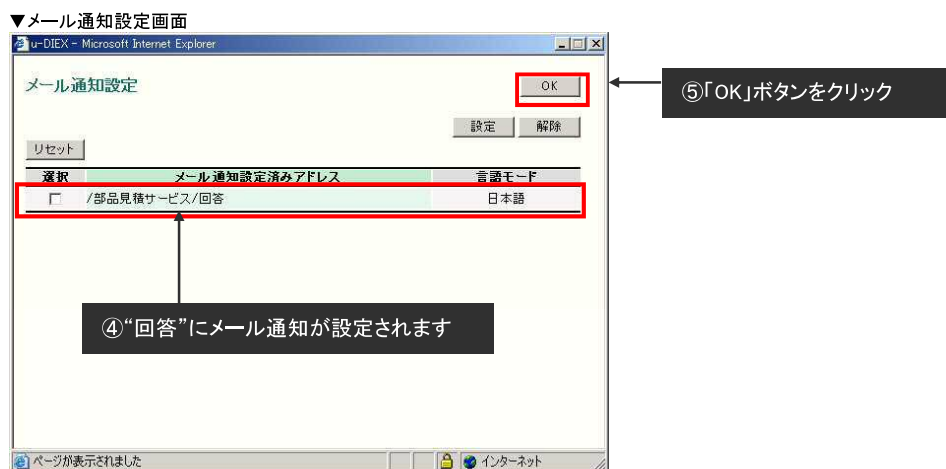 ▼メール通知設定画面
u-DIEX - Microsoft Internet Explorer
メール通知設定
OK
⑤「OK」ボタンをクリック
設定 解除
リセット
選択 メール通知設定済みアドレス 言語モード
/部品見積サービス/回答 日本語
④“回答”にメール通知が設定されます
ページが表示されました インターネット